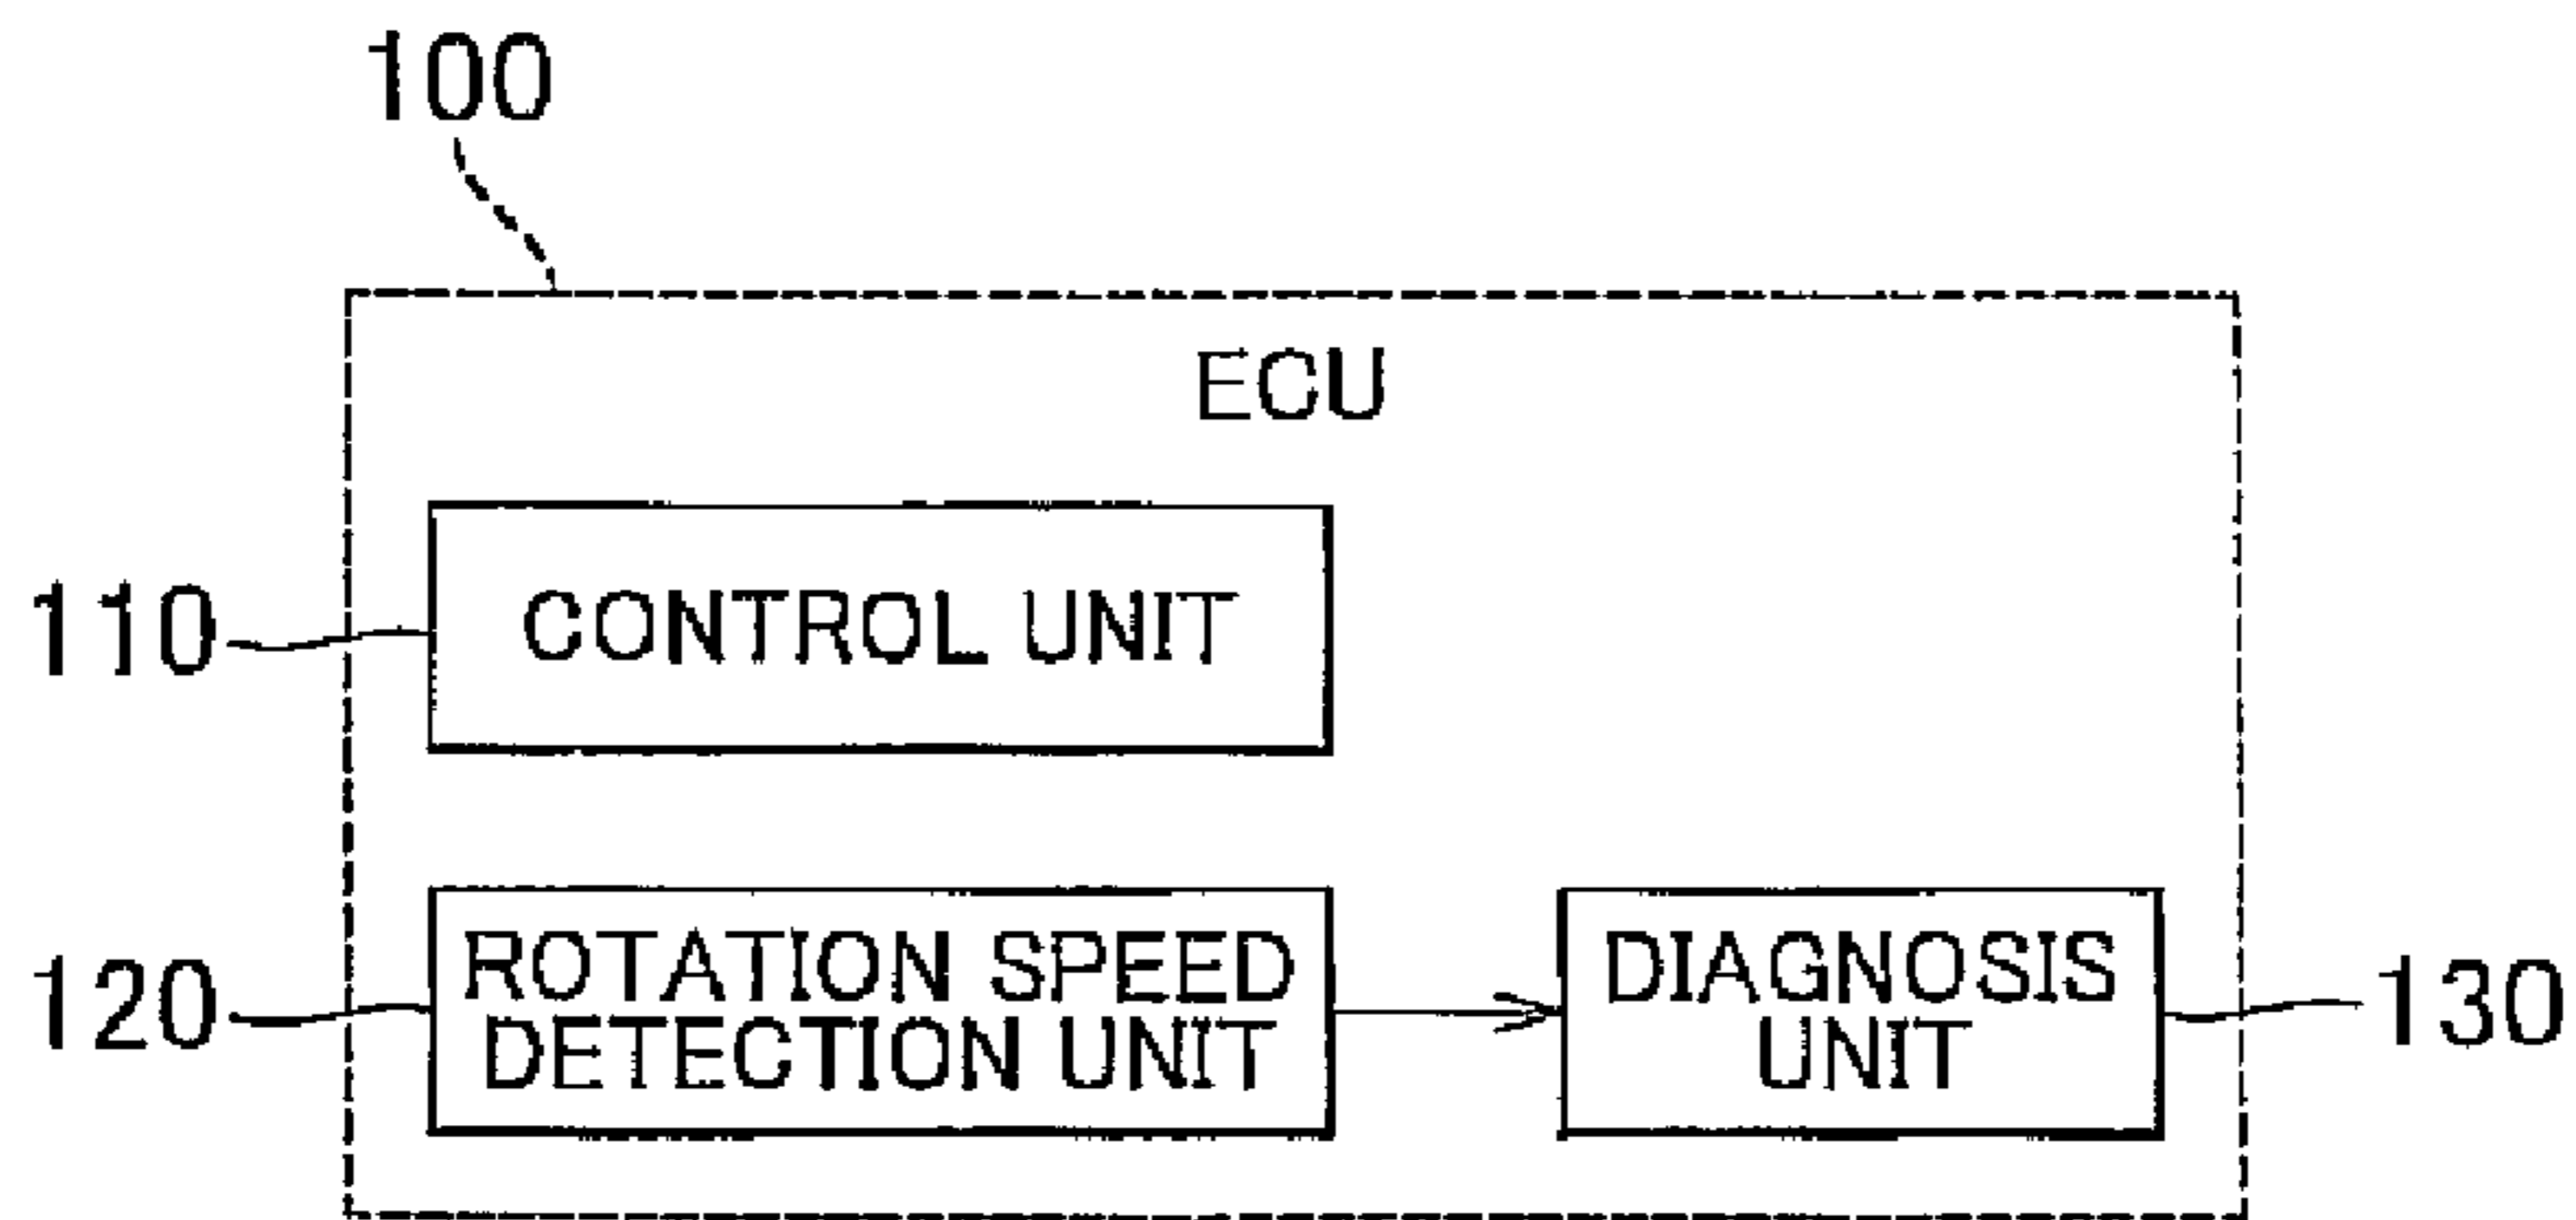 100
ECU
110
CONTROL UNIT
120
ROTATION SPEED
DETECTION UNIT
DIAGNOSIS
UNIT
130